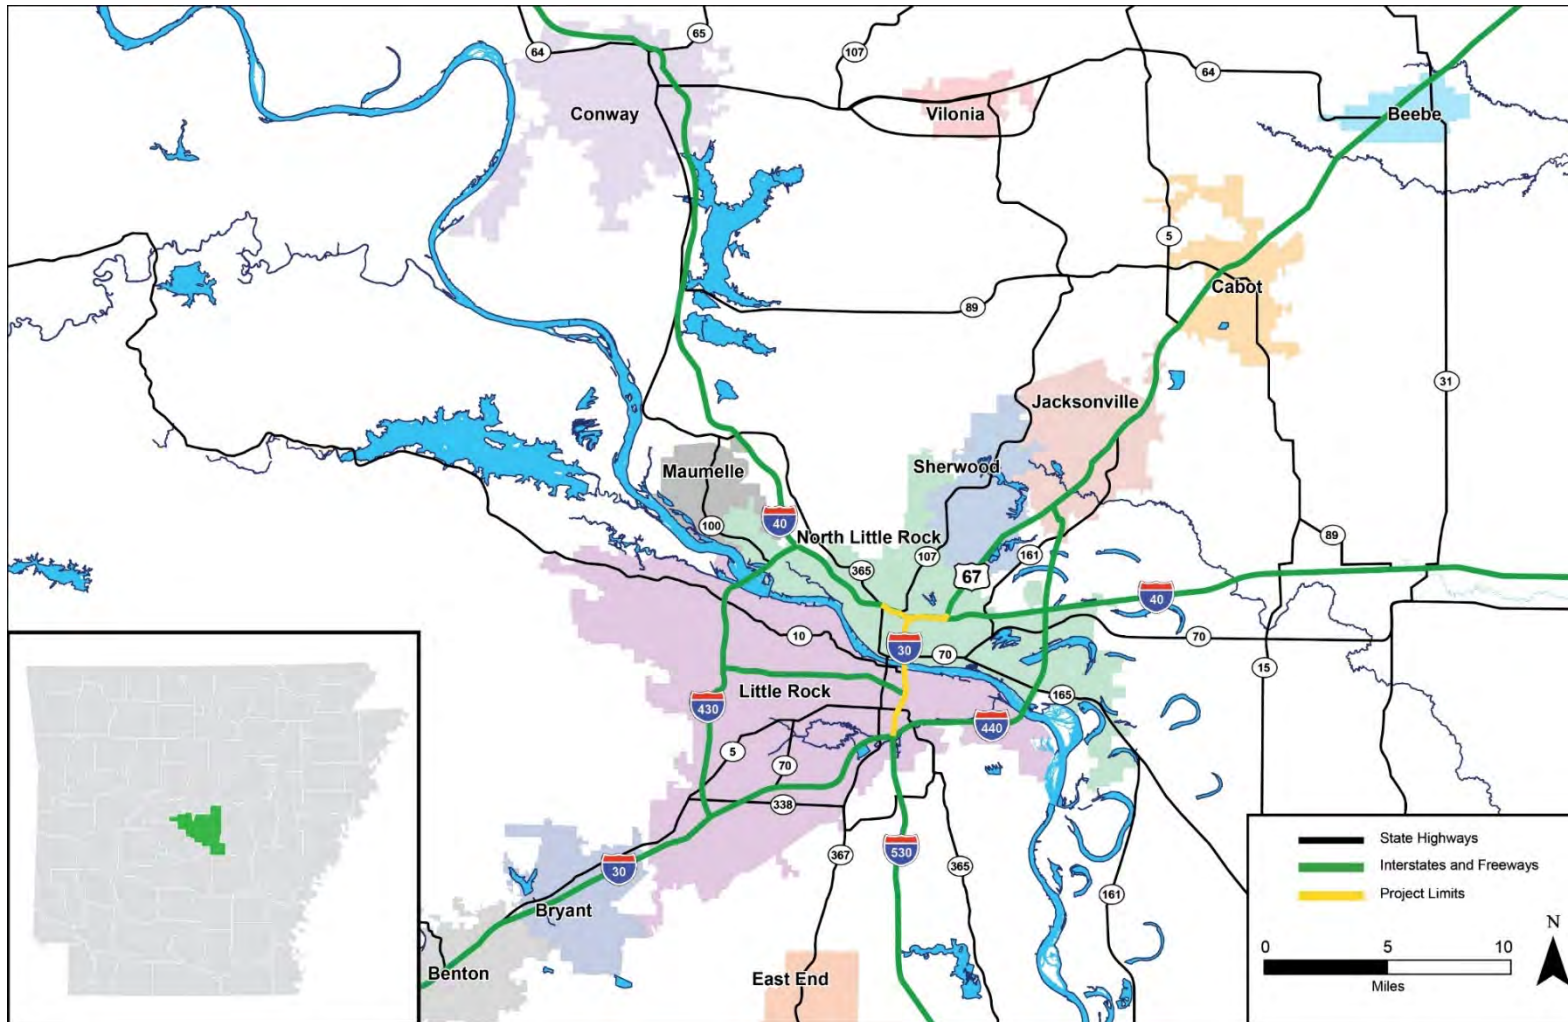 64
65
107
64
Conway
Vilonia
Beebe
5
Cabot
89
31
Jacksonville
Maumelle
Sherwood
40
100
North Little Rock
365
107
161
67
89
40
10
30
70
70
15
Little Rock
430
165
440
5
70
338
530
367
365
30
161
Bryant
Benton
East End
State Highways
Interstates and Freeways
Project Limits
N
0 5 10
Miles